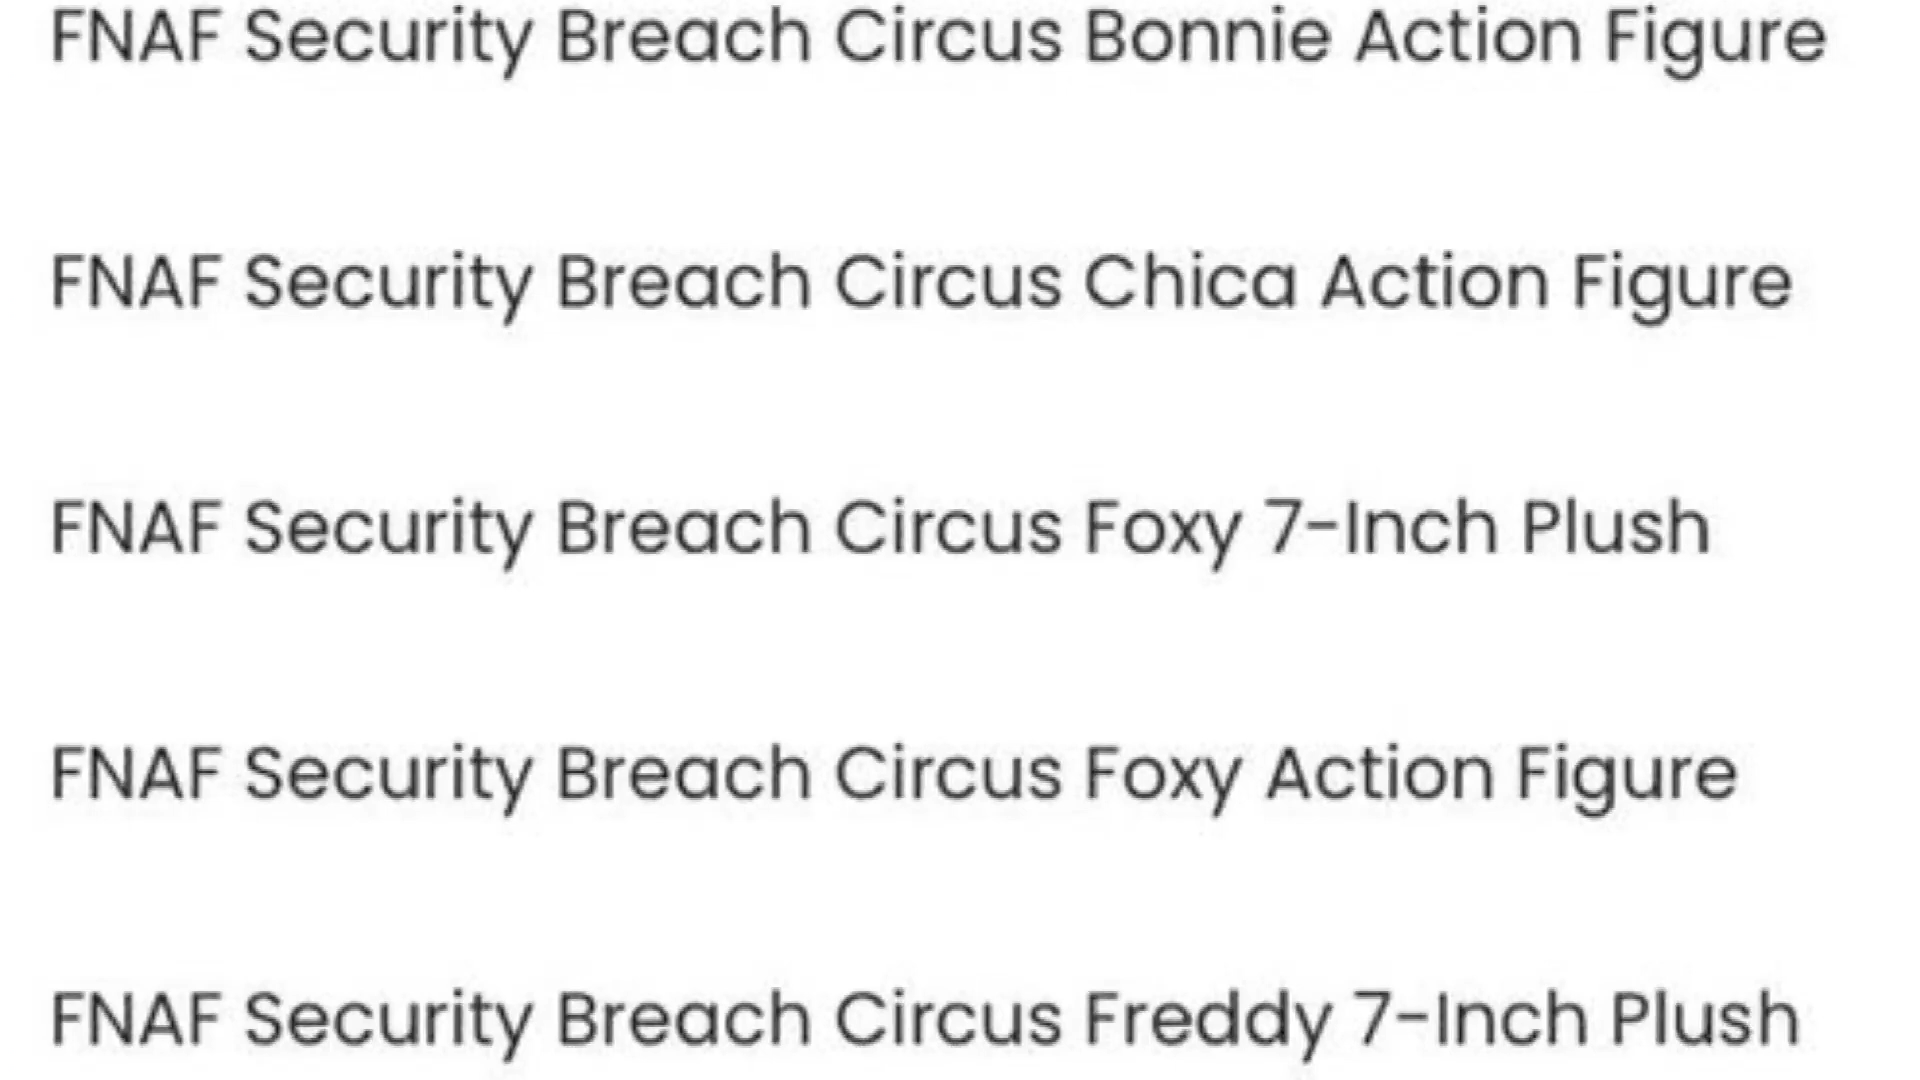 FNAF Security Breach Circus Bonnie Action Figure
FNAF Security Breach Circus Chica Action Figure
FNAF Security Breach Circus Foxy 7-Inch Plush
FNAF Security Breach Circus Foxy Action Figure
FNAF Security Breach Circus Freddy 7-Inch Plush